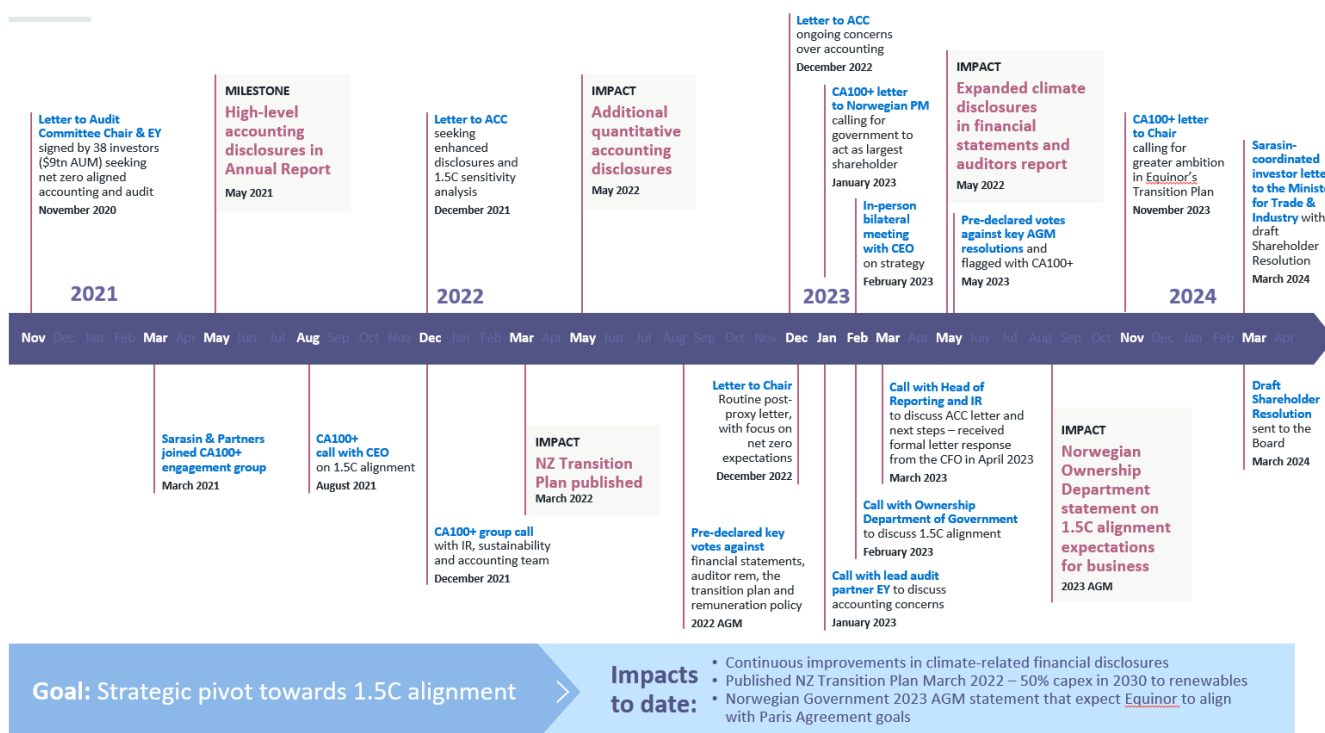 Letter to Audit
Committee Chair & EY
signed by 38 investors
($9tn AUM) seeking
net zero aligned
accounting and audit
November 2020
MILESTONE
High-level
accounting
disclosures in
Annual Report
May 2021
Letter to ACC
seeking
enhanced
disclosures and
1.5C sensitivity
analysis
December 2021
IMPACT
Additional
quantitative
accounting
disclosures
May 2022
Letter to ACC
ongoing concerns
over accounting
December 2022
CA100+ letter
to Norwegian PM
calling for
government to
act as largest
shareholder
January 2023
In-person
bilateral
meeting
with CEO
on strategy
February 2023
IMPACT
Expanded climate
disclosures
in financial
statements and
auditors report
May 2022
Pre-declared votes
against key AGM
resolutions and
flagged with CA100+
May 2023
CA100+ letter
to Chair
calling for
greater ambition
in Equinor's
Transition Plan
November 2023
Sarasin-
coordinated
investor lette
to the Minist
for Trade &
Industry with
draft
Shareholder
Resolution
March 2024
2021 2022 2023 2024
Nov Dec Jan Feb Mar Apr May Jun Jul Aug Sep Oct Nov Dec Jan Feb Mar Apr May Jun Jul Aug Sep Oct Nov Dec Jan Feb Mar Apr May Jun Jul Aug Sep Oct Nov Dec Jan Feb Mar Apr
Sarasin & Partners
joined CA100+
engagement group
March 2021
CA100+
call with CEO
on 1.5C alignment
August 2021
CA100+ group call
with IR, sustainability
and accounting team
December 2021
IMPACT
NZ Transition
Plan published
March 2022
Pre-declared key
votes against
financial statements,
auditor rem, the
transition plan and
remuneration policy
2022 AGM
Letter to Chair
Routine post-
proxy letter,
with focus on
net zero
expectations
December 2022
Call with lead audit
partner EY to discuss
accounting concerns
January 2023
Call with Ownership
Department of Government
to discuss 1.5C alignment
February 2023
Call with Head of
Reporting and IR
to discuss ACC letter and
next steps – received
formal letter response
from the CFO in April 2023
March 2023
IMPACT
Norwegian
Ownership
Department
statement on
1.5C alignment
expectations
for business
2023 AGM
Draft
Shareholder
Resolution
sent to the
Board
March 2024
Goal: Strategic pivot towards 1.5C alignment
Impacts
to date:
• Continuous improvements in climate-related financial disclosures
• Published NZ Transition Plan March 2022 – 50% capex in 2030 to renewables
• Norwegian Government 2023 AGM statement that expect Equinor to align
with Paris Agreement goals